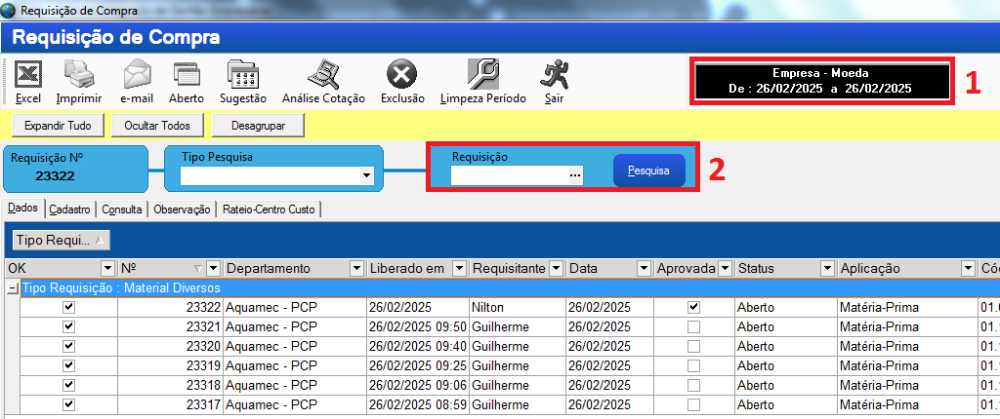 Requisição de Compra
Requisição de Compra
Excel Imprimir e-mail Aberto Sugestão Análise Cotação Exclusão Limpeza Período Sair
Empresa - Moeda
De : 26/02/2025 a 26/02/2025
1
Expandir Tudo Ocultar Todos Desagrupar
Requisição Nº Tipo Pesquisa Requisição
23322 ... Pesquisa 2
Dados Cadastro Consulta Observação Rateio-Centro Custo
Tipo Requi...
OK Nº Departamento Liberado em Requisitante Data Aprovada Status Aplicação Cód
Tipo Requisição : Material Diversos
23322 Aquamec - PCP 26/02/2025 Nilton 26/02/2025 Aberto Matéria-Prima 01.
23321 Aquamec - PCP 26/02/2025 09:50 Guilherme 26/02/2025 Aberto Matéria-Prima 01.
23320 Aquamec - PCP 26/02/2025 09:40 Guilherme 26/02/2025 Aberto Matéria-Prima 01.
23319 Aquamec - PCP 26/02/2025 09:25 Guilherme 26/02/2025 Aberto Matéria-Prima 01.
23318 Aquamec - PCP 26/02/2025 09:06 Guilherme 26/02/2025 Aberto Matéria-Prima 01.
23317 Aquamec - PCP 26/02/2025 08:59 Guilherme 26/02/2025 Aberto Matéria-Prima 01.